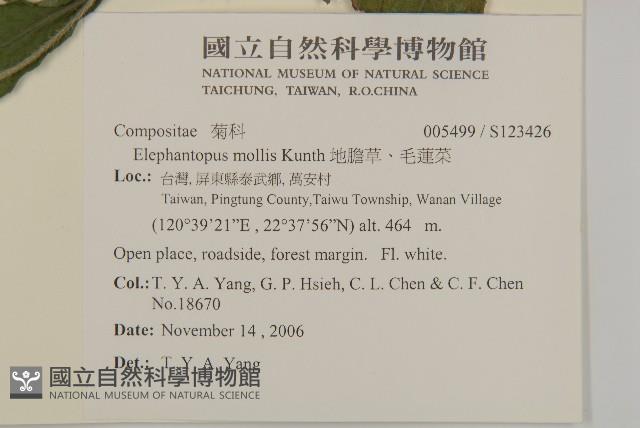 國立自然科學博物館
NATIONAL MUSEUM OF NATURAL SCIENCE
TAICHUNG, TAIWAN, R.O.CHINA
Compositae 菊科 005499 / S123426
Elephantopus mollis Kunth 地膽草、毛蓮菜
Loc.: 台灣, 屏東縣泰武鄉, 萬安村
Taiwan, Pingtung County,Taiwu Township, Wanan Village
(120°39’21”E , 22°37’56”N) alt. 464 m.
Open place, roadside, forest margin. Fl. white.
Col.: T. Y. A. Yang, G. P. Hsieh, C. L. Chen & C. F. Chen
No.18670
Date: November 14 , 2006
Det.: T. Y. A. Yang
國立自然科學博物館
NATIONAL MUSEUM OF NATURAL SCIENCE